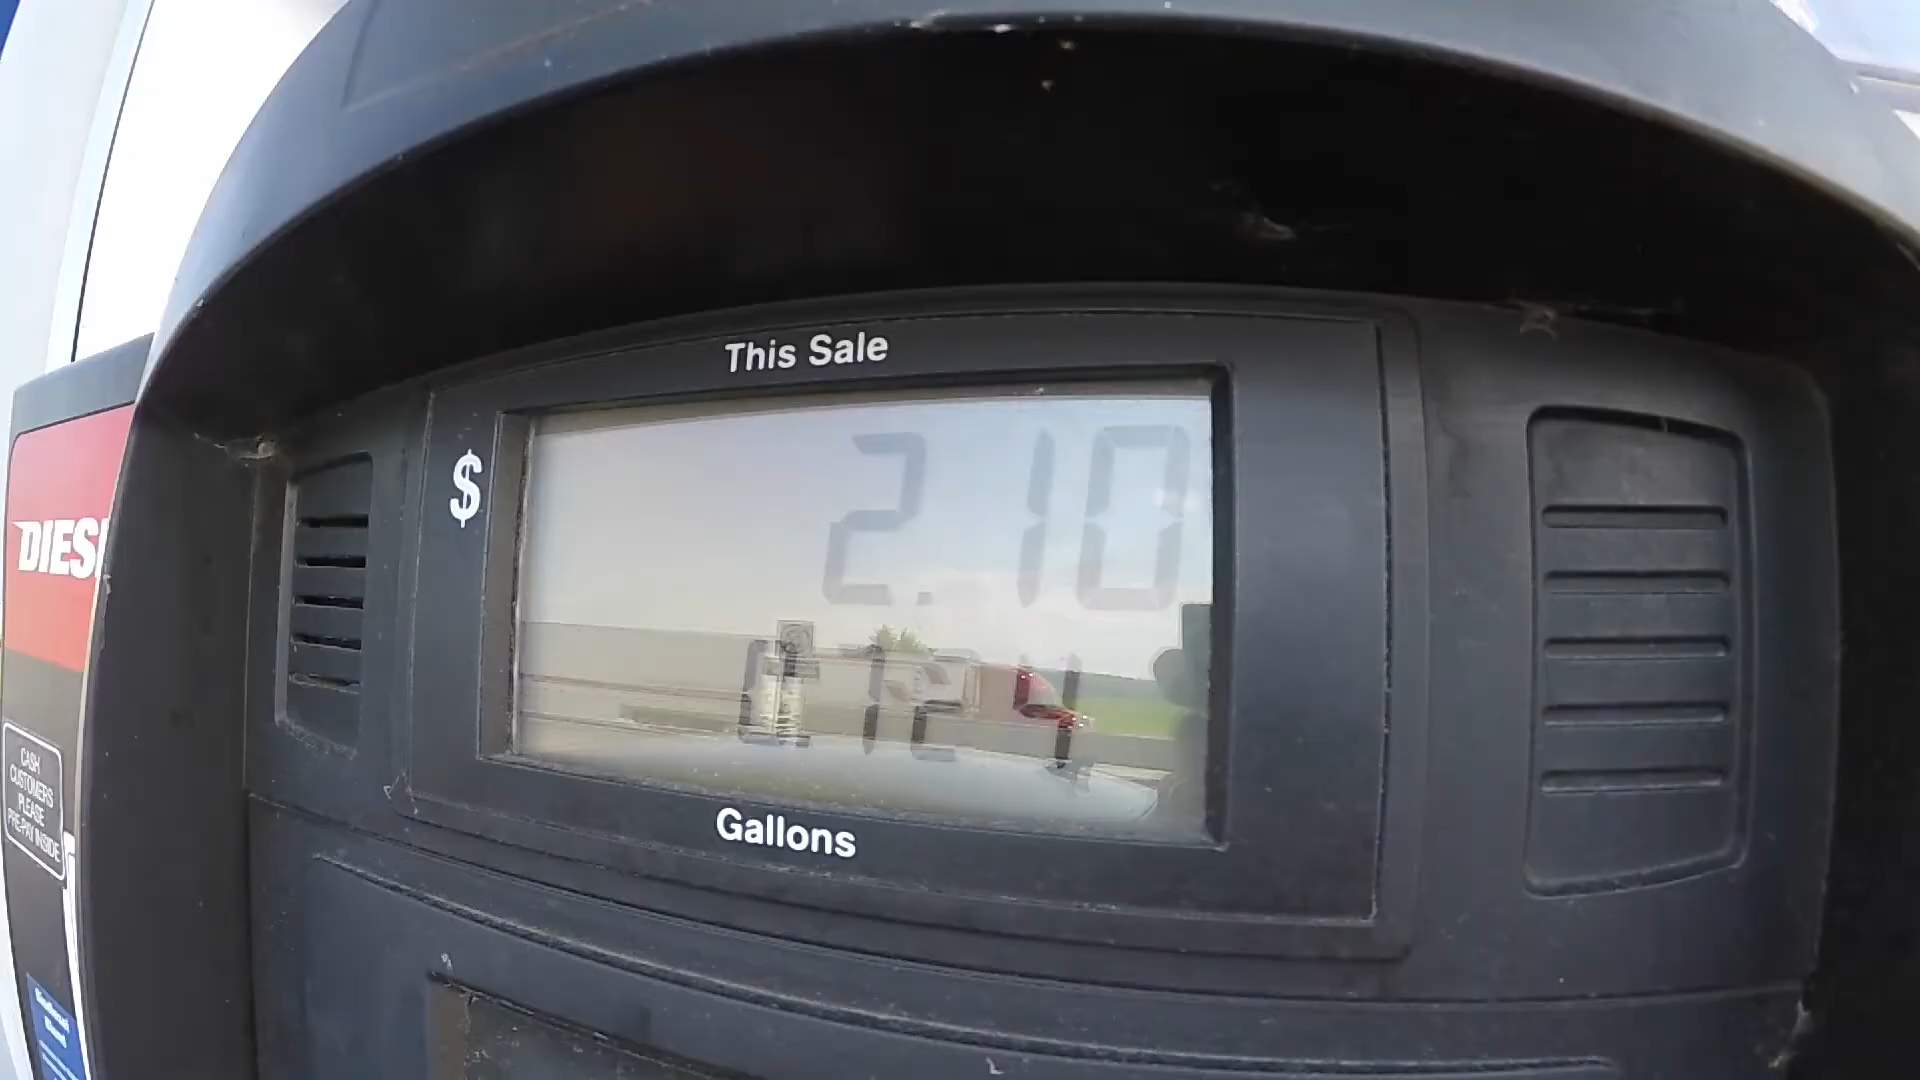 This Sale
$
2.10
Gallons
DIES
CASH
CUSTOMERS
PLEASE
PRE-PAY INSIDE